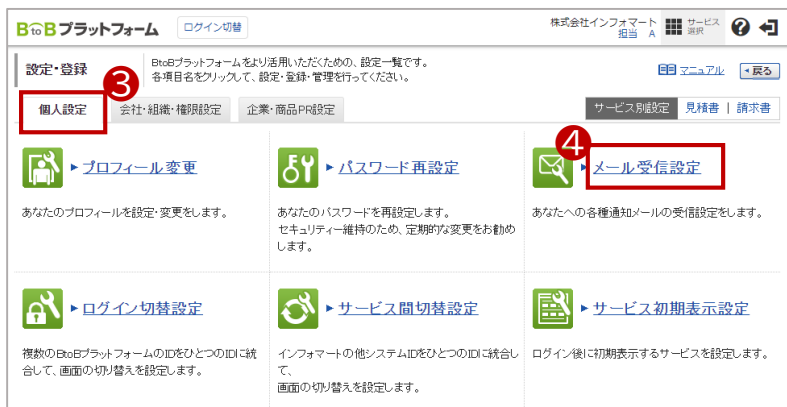 BtoBプラットフォーム ログイン切替 株式会社インフォマート 担当 A サービス選択 ?
設定・登録 BtoBプラットフォームをより活用いただくための、設定一覧です。
各項目名をクリックして、設定・登録・管理を行ってください。 マニュアル 戻る
3
個人設定 会社・組織・権限設定 企業・商品PR設定 サービス別設定 見積書 | 請求書
4
プロフィール変更
あなたのプロフィールを設定・変更をします。
パスワード再設定
あなたのパスワードを再設定します。
セキュリティー維持のため、定期的な変更をお勧め
します。
メール受信設定
あなたへの各種通知メールの受信設定をします。
ログイン切替設定
複数のBtoBプラットフォームのIDをひとつのIDに統
合して、画面の切り替えを設定します。
サービス間切替設定
インフォマートの他システムIDをひとつのIDに統合し
て、
画面の切り替えを設定します。
サービス初期表示設定
ログイン後に初期表示するサービスを設定します。